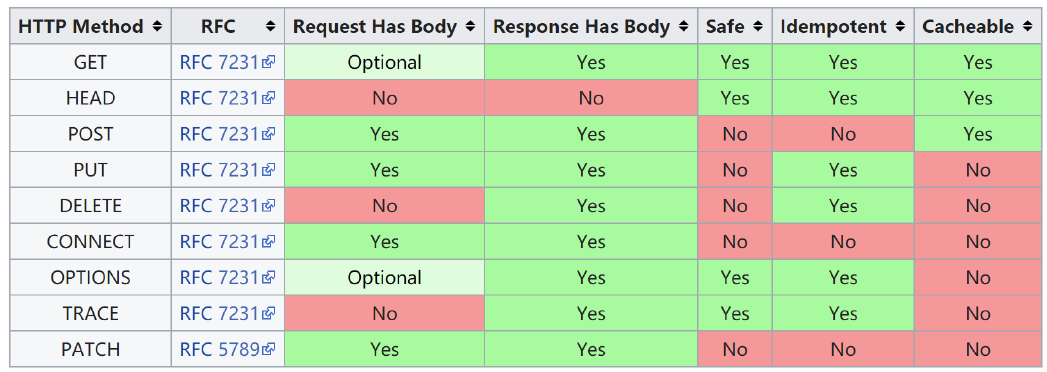 HTTP Method RFC Request Has Body Response Has Body Safe Idempotent Cacheable
GET RFC 7231 Optional Yes Yes Yes Yes
HEAD RFC 7231 No No Yes Yes Yes
POST RFC 7231 Yes Yes No No Yes
PUT RFC 7231 Yes Yes No Yes No
DELETE RFC 7231 No Yes No Yes No
CONNECT RFC 7231 Yes Yes No No No
OPTIONS RFC 7231 Optional Yes Yes Yes No
TRACE RFC 7231 No Yes Yes Yes No
PATCH RFC 5789 Yes Yes No No No